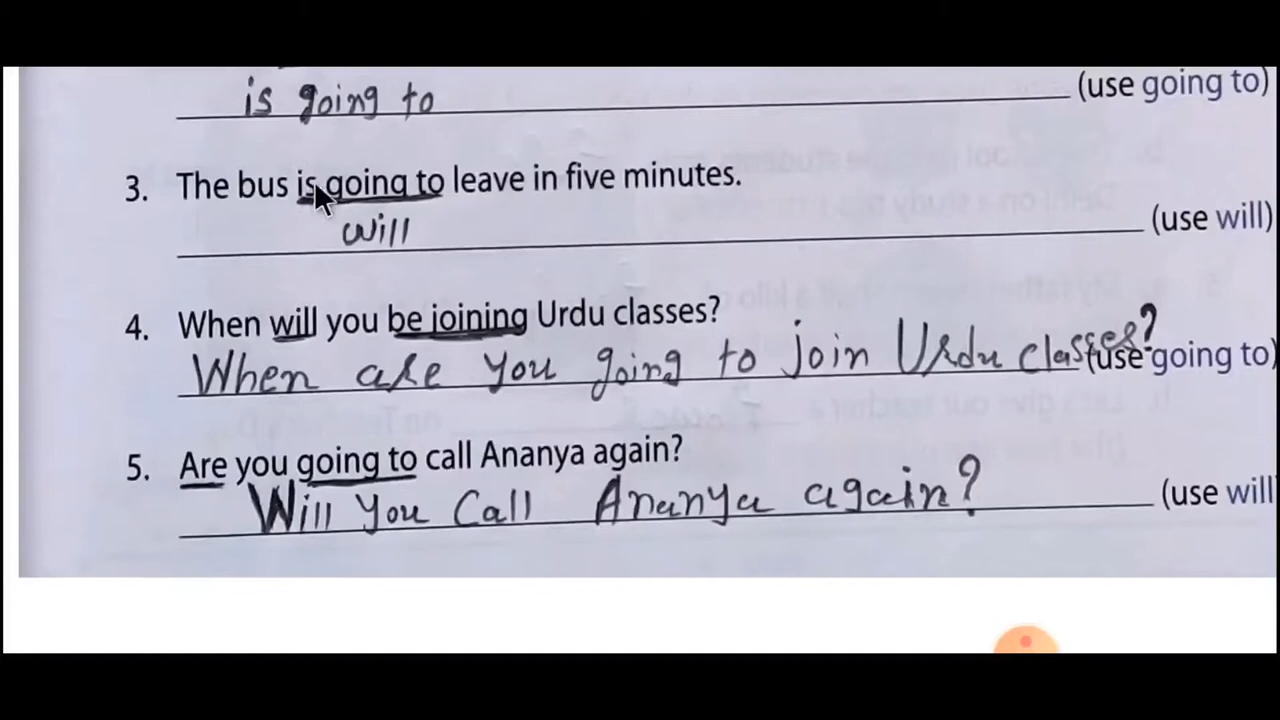 is going to (use going to)
3. The bus is going to leave in five minutes.
will (use will)
4. When will you be joining Urdu classes?
When are you going to join Urdu classes? (use going to)
5. Are you going to call Ananya again?
Will you Call Ananya again? (use will